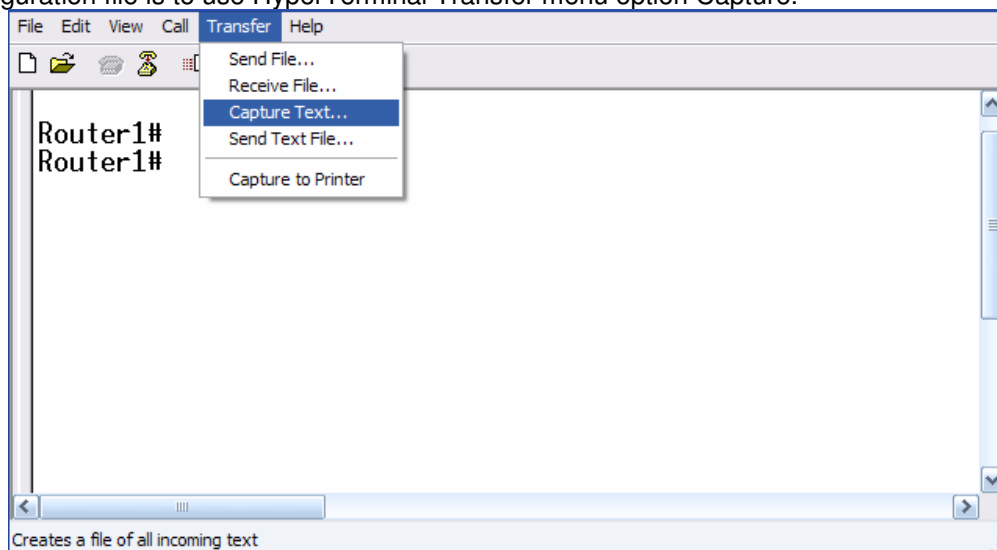 guration file is to use HyperTerminal Transfer menu option Capture.
File Edit View Call Transfer Help
Send File...
Receive File...
Capture Text...
Send Text File...
Capture to Printer
Router1#
Router1#
Creates a file of all incoming text